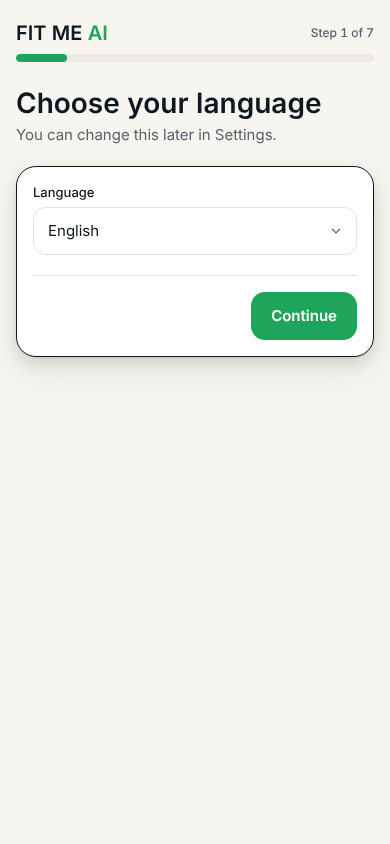 FIT ME AI
Step 1 of 7
Choose your language
You can change this later in Settings.
Language
English
Continue